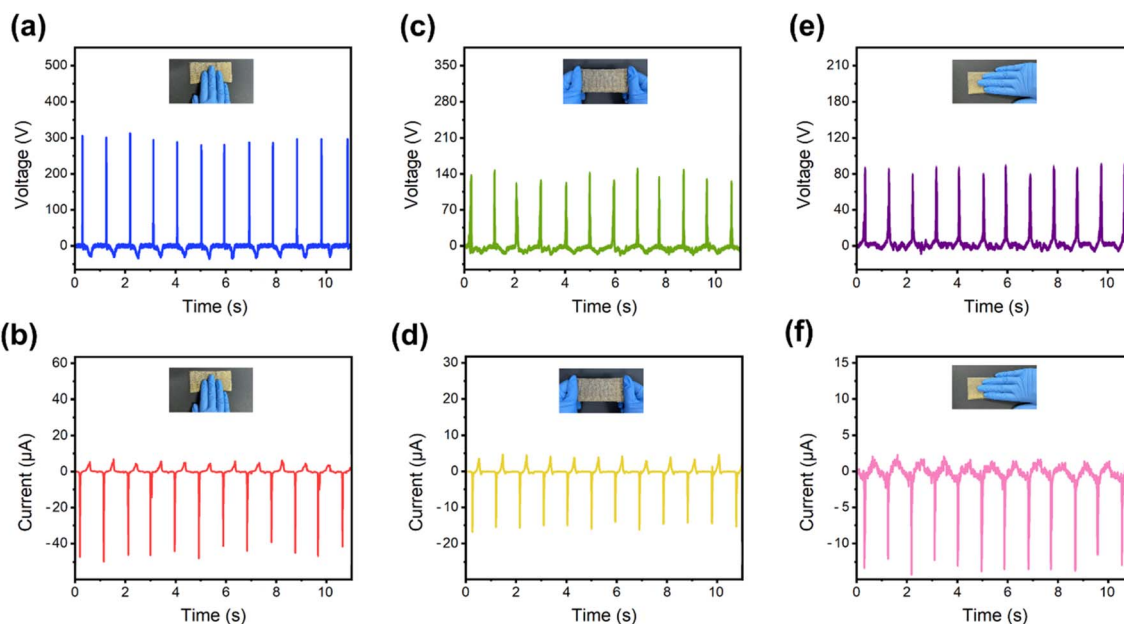 (a)
500
400
300
200
100
0
Voltage (V)
0 2 4 6 8 10
Time (s)
(c)
350
280
210
140
70
0
Voltage (V)
0 2 4 6 8 10
Time (s)
(e)
210
180
120
80
40
0
Voltage (V)
0 2 4 6 8 10
Time (s)
(b)
60
40
20
0
-20
-40
Current (µA)
0 2 4 6 8 10
Time (s)
(d)
30
20
10
0
-10
-20
Current (µA)
0 2 4 6 8 10
Time (s)
(f)
15
10
5
0
-5
-10
Current (µA)
0 2 4 6 8 10
Time (s)